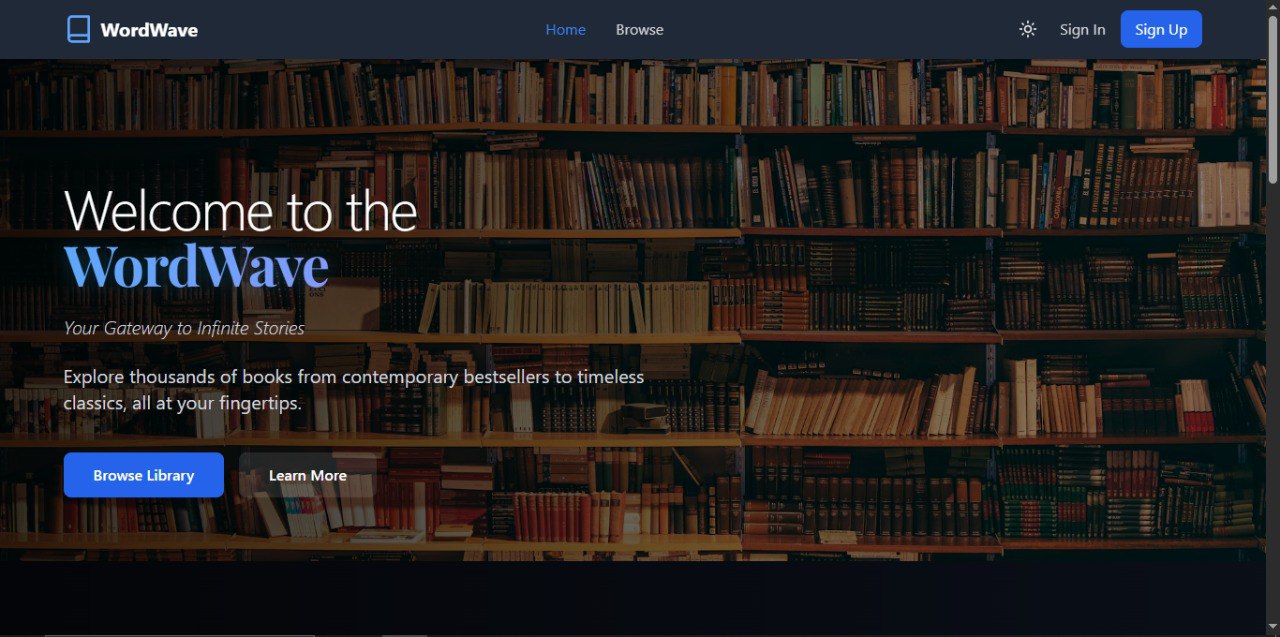 WordWave
Home
Browse
Sign In
Sign Up
Welcome to the
WordWave
Your Gateway to Infinite Stories
Explore thousands of books from contemporary bestsellers to timeless
classics, all at your fingertips.
Browse Library
Learn More